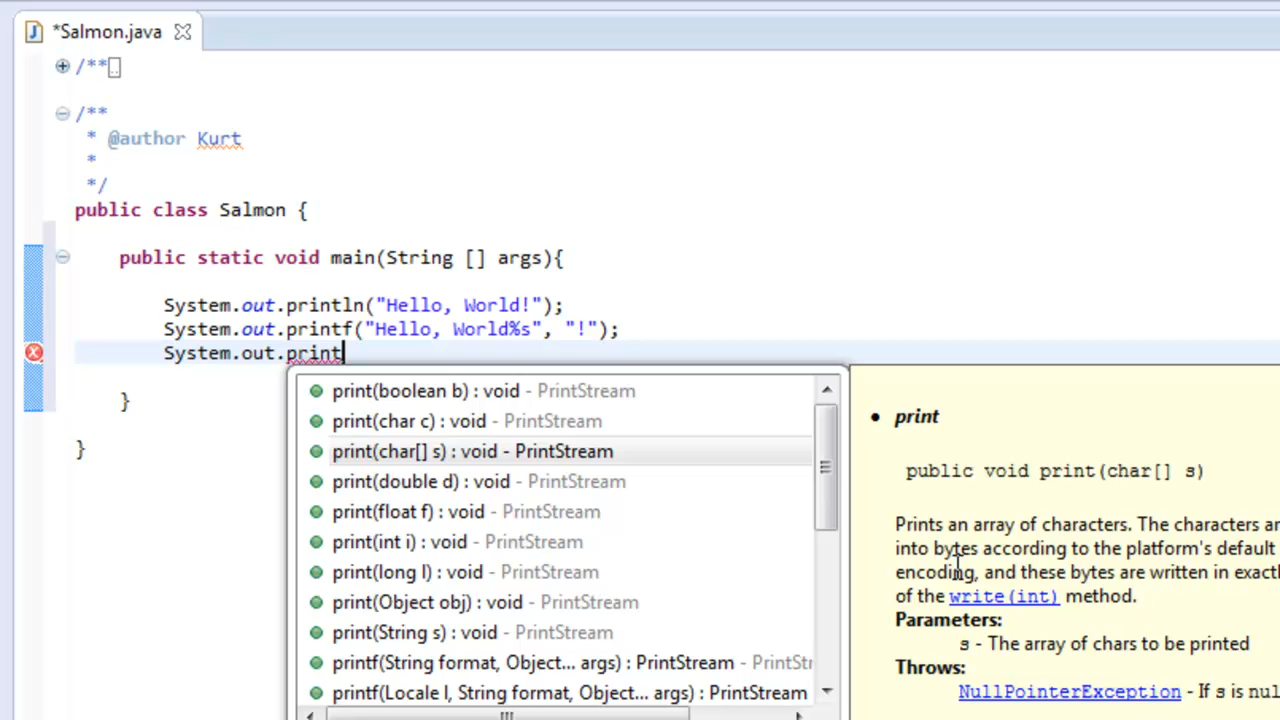 *Salmon.java
/**
/**
* @author Kurt
*
*/
public class Salmon {
public static void main(String [] args){
System.out.println("Hello, World!");
System.out.printf("Hello, World%s", "!");
System.out.print
}
}
print(boolean b) : void - PrintStream
print(char c) : void - PrintStream
print(char[] s) : void - PrintStream
print(double d) : void - PrintStream
print(float f) : void - PrintStream
print(int i) : void - PrintStream
print(long l) : void - PrintStream
print(Object obj) : void - PrintStream
print(String s) : void - PrintStream
printf(String format, Object... args) : PrintStream - PrintStr
printf(Locale l, String format, Object... args) : PrintStream
• print
public void print(char[] s)
Prints an array of characters. The characters ar
into bytes according to the platform's default
encoding, and these bytes are written in exactl
of the write(int) method.
Parameters:
s - The array of chars to be printed
Throws:
NullPointerException - If s is nul